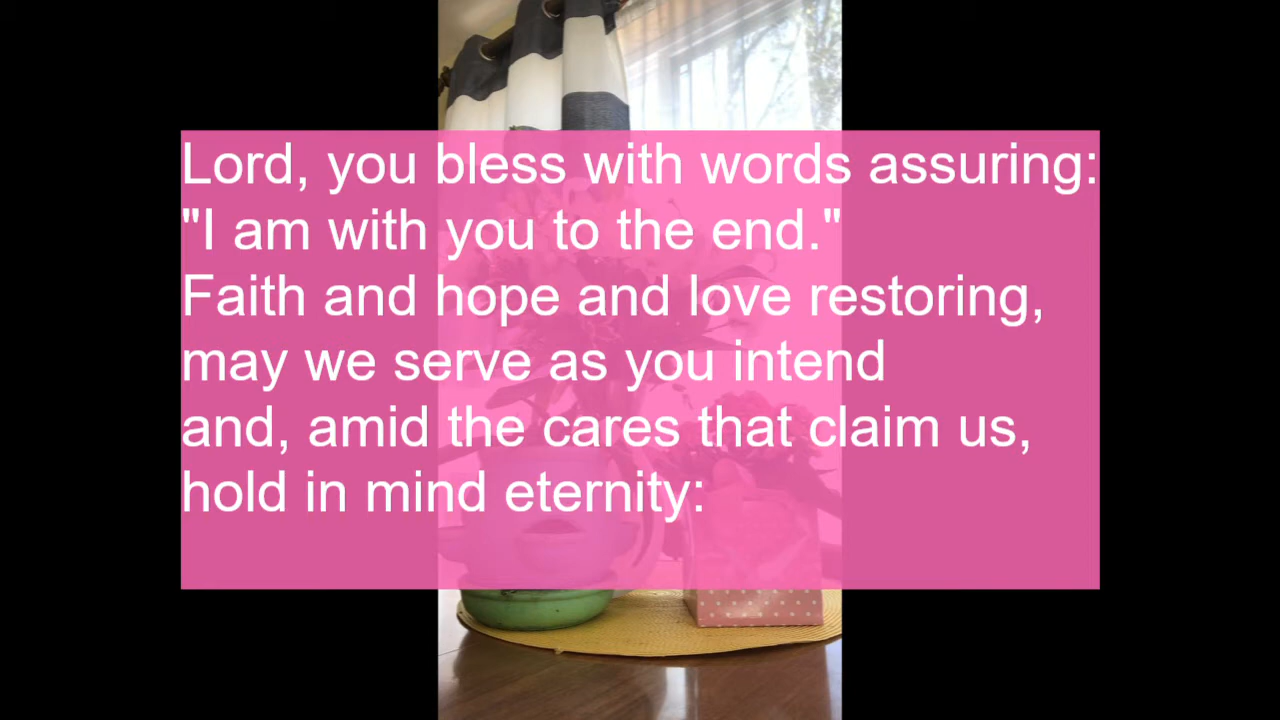 Lord, you bless with words assuring:
"I am with you to the end."
Faith and hope and love restoring,
may we serve as you intend
and, amid the cares that claim us,
hold in mind eternity: